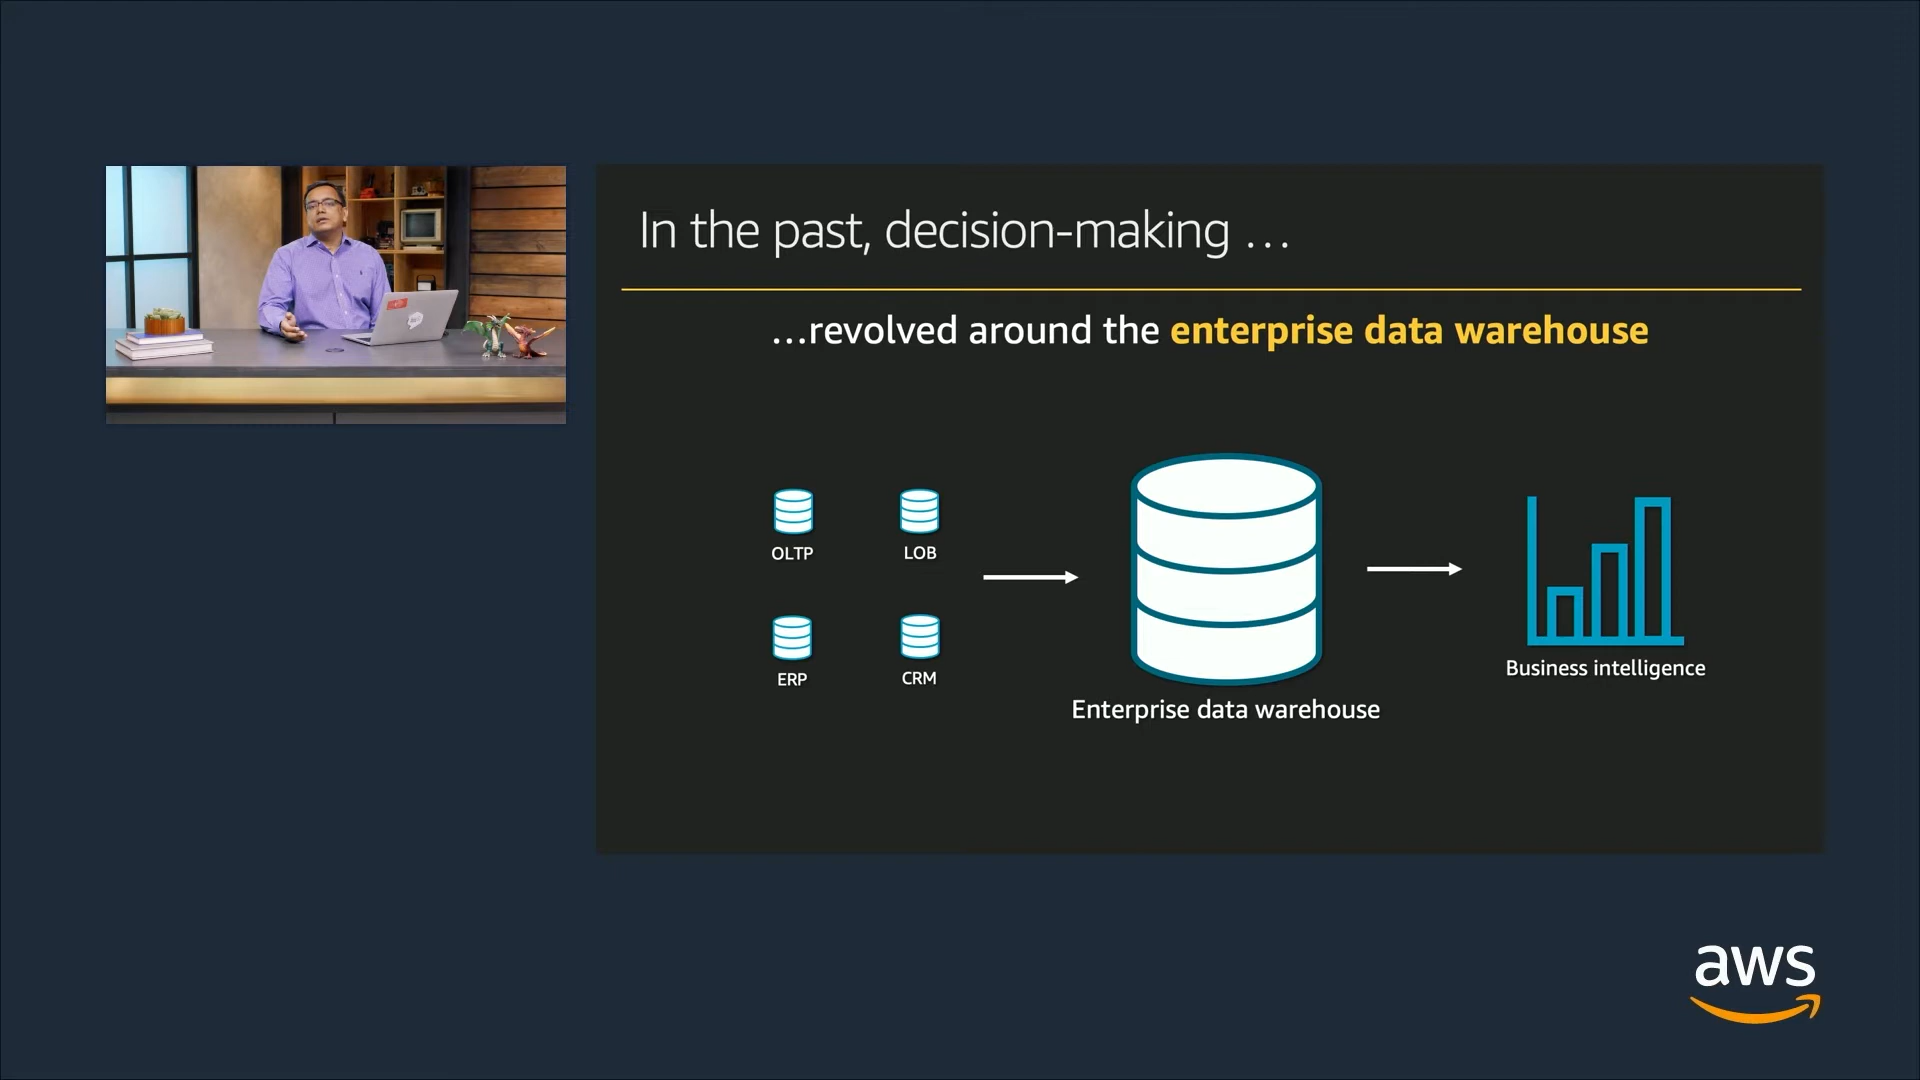 In the past, decision-making ...
...revolved around the enterprise data warehouse
OLTP
LOB
ERP
CRM
Enterprise data warehouse
Business intelligence
aws